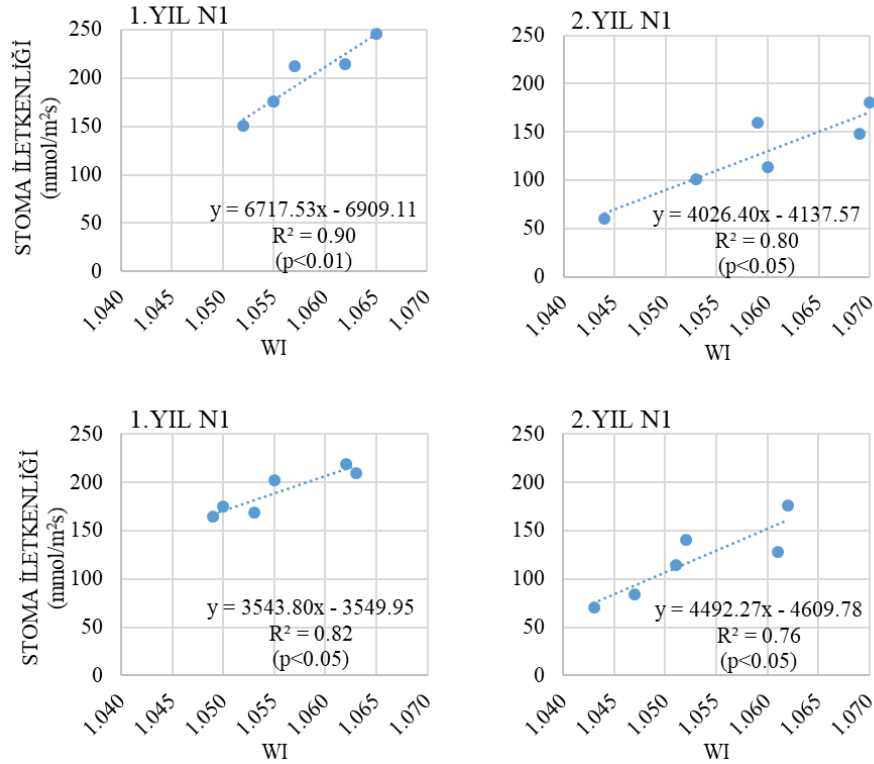 1.YIL N1
STOMA İLETKENLİĞİ
(mmol/m²s)
250
200
150
100
50
0
y = 6717.53x - 6909.11
R² = 0.90
(p<0.01)
1.040 1.045 1.050 1.055 1.060 1.065 1.070
WI
2.YIL N1
250
200
150
100
50
0
y = 4026.40x - 4137.57
R² = 0.80
(p<0.05)
1.040 1.045 1.050 1.055 1.060 1.065 1.070
WI
1.YIL N1
STOMA İLETKENLİĞİ
(mmol/m²s)
250
200
150
100
50
0
y = 3543.80x - 3549.95
R² = 0.82
(p<0.05)
1.040 1.045 1.050 1.055 1.060 1.065 1.070
WI
2.YIL N1
250
200
150
100
50
0
y = 4492.27x - 4609.78
R² = 0.76
(p<0.05)
1.040 1.045 1.050 1.055 1.060 1.065 1.070
WI